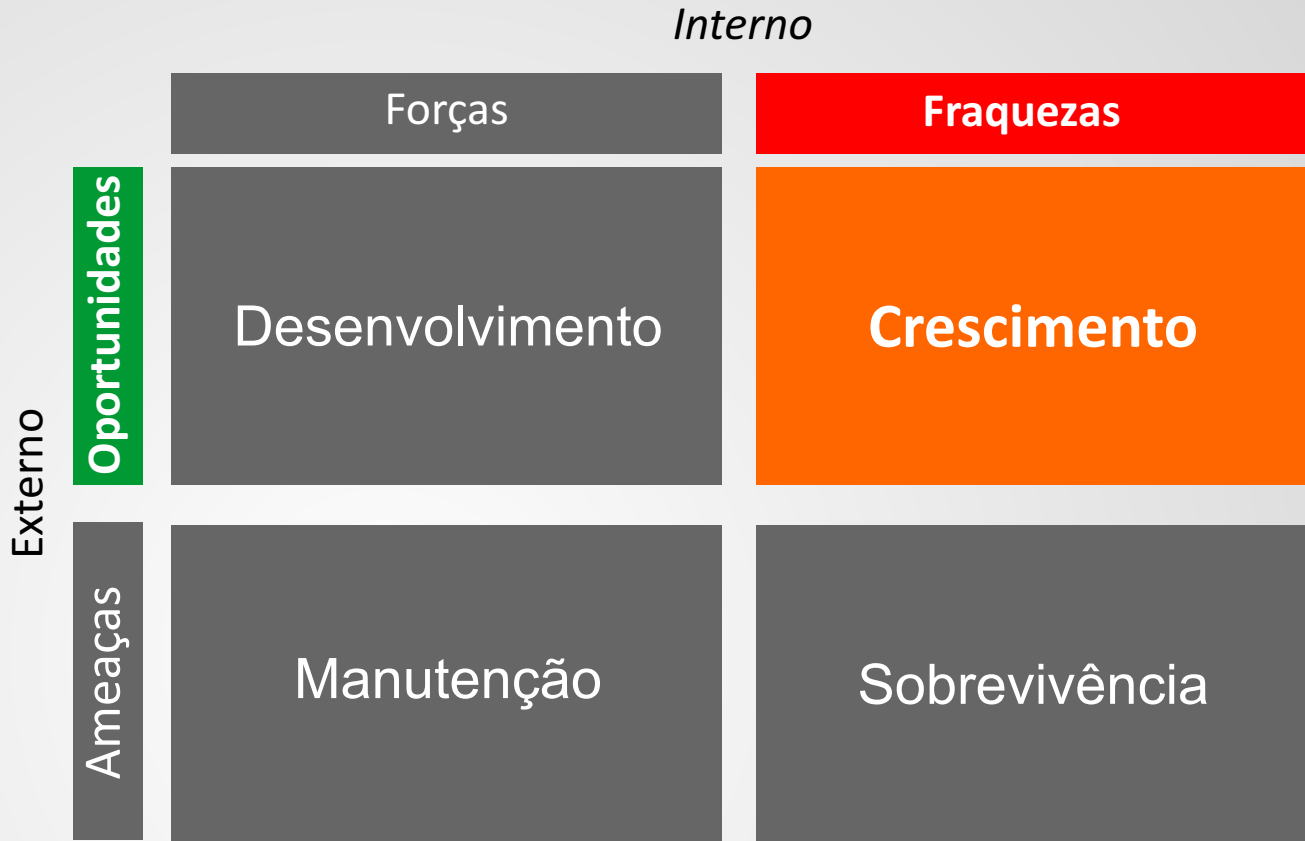 Interno
Forças
Fraquezas
Externo
Oportunidades
Desenvolvimento
Crescimento
Ameaças
Manutenção
Sobrevivência